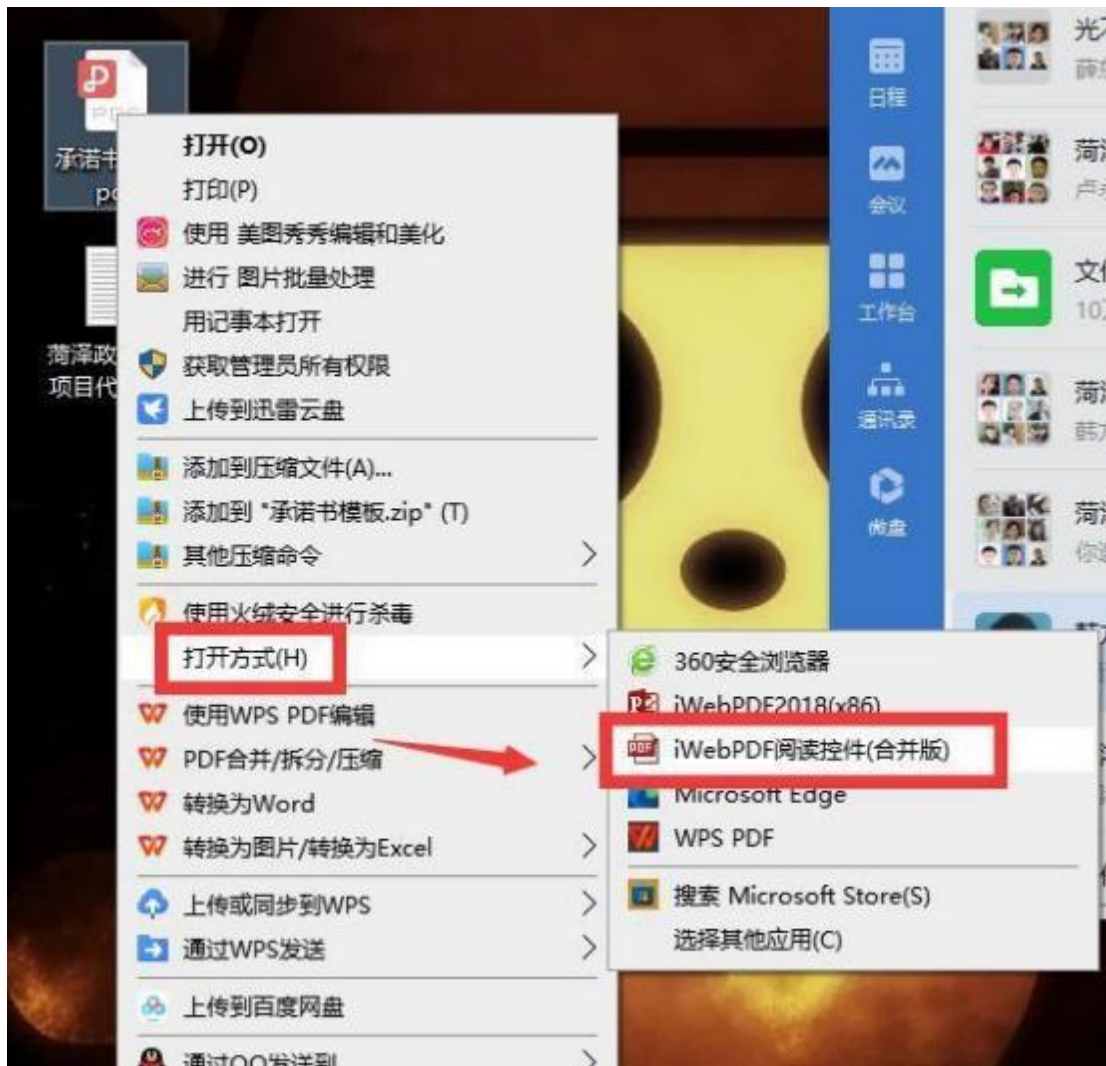 承诺书
打开(O)
打印(P)
使用 美图秀秀编辑和美化
进行 图片批量处理
用记事本打开
菏泽政
项目代
获取管理员所有权限
上传到迅雷云盘
添加到压缩文件(A)...
添加到 "承诺书模板.zip" (T)
其他压缩命令
使用火绒安全进行杀毒
打开方式(H)
使用WPS PDF编辑
PDF合并/拆分/压缩
转换为Word
转换为图片/转换为Excel
上传或同步到WPS
通过WPS发送
上传到百度网盘
通过QQ发送到
360安全浏览器
iWebPDF2018(x86)
iWebPDF阅读控件(合并版)
Microsoft Edge
WPS PDF
搜索 Microsoft Store(S)
选择其他应用(C)
日程
会议
工作台
通讯录
微盘
菏泽
文件
菏泽
菏泽